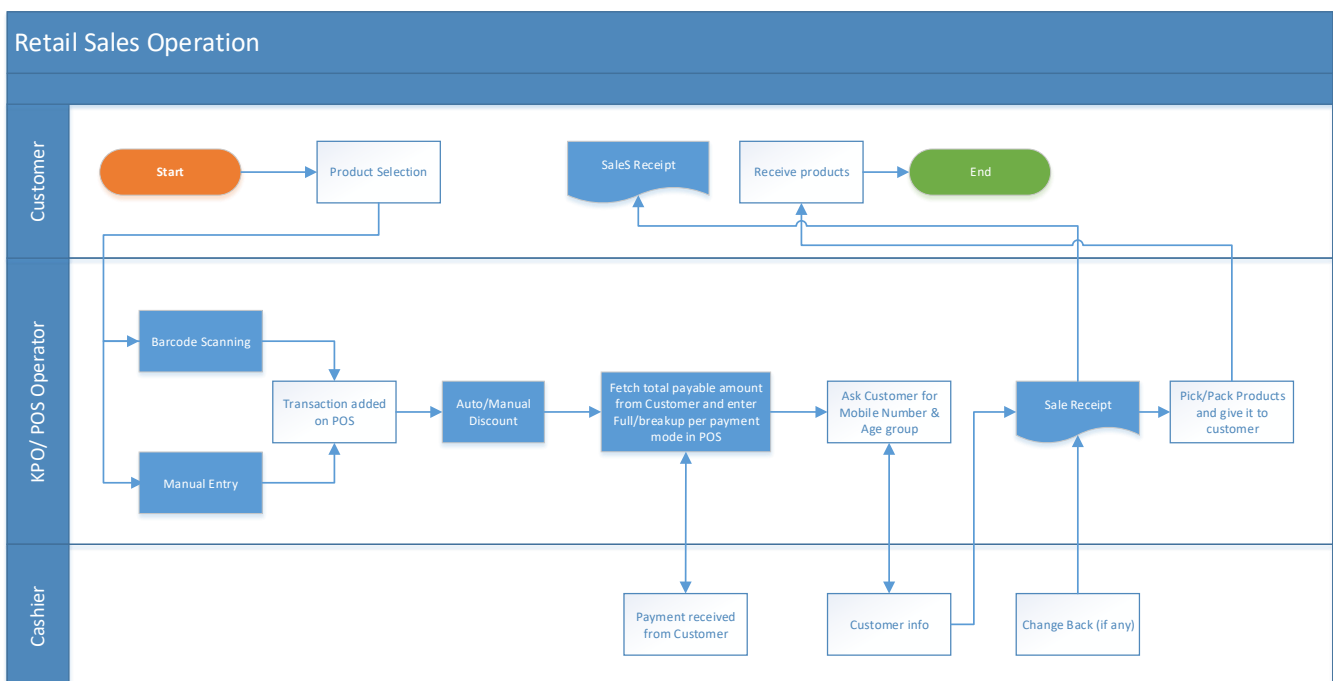 Retail Sales Operation
Customer
Start
Product Selection
SaleS Receipt
Receive products
End
KPO/ POS Operator
Barcode Scanning
Manual Entry
Transaction added
on POS
Auto/Manual
Discount
Fetch total payable amount
from Customer and enter
Full/breakup per payment
mode in POS
Ask Customer for
Mobile Number &
Age group
Sale Receipt
Pick/Pack Products
and give it to
customer
Cashier
Payment received
from Customer
Customer info
Change Back (if any)